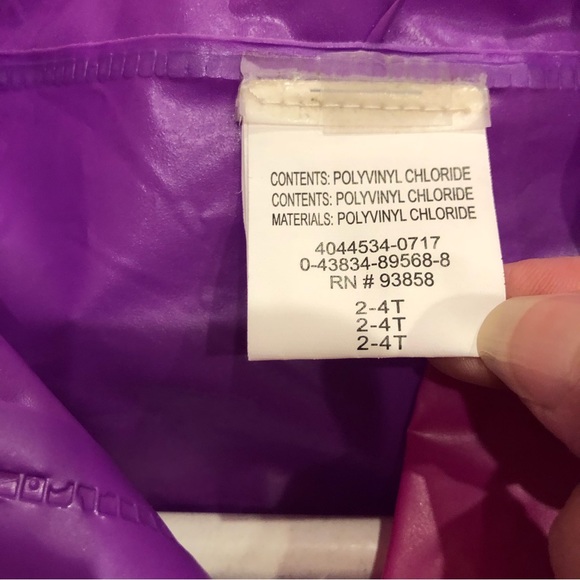 CONTENTS: POLYVINYL CHLORIDE
CONTENTS: POLYVINYL CHLORIDE
MATERIALS: POLYVINYL CHLORIDE
4044534-0717
0-43834-89568-8
RN # 93858
2-4T
2-4T
2-4T